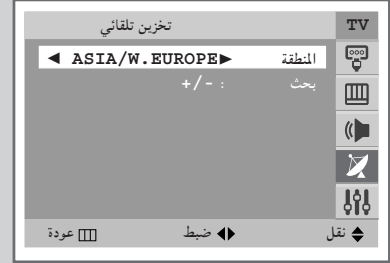 TV
تخزين تلقائي
المنطقة ◀ ASIA/W.EUROPE▶
بحث : -/+
نقل ضبط عودة